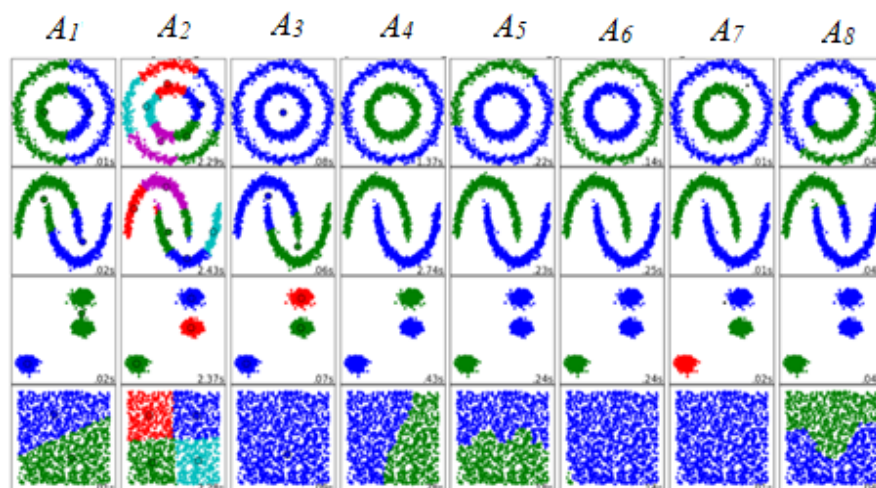 A1 A2 A3 A4 A5 A6 A7 A8
.01s 2.29s .08s 1.37s .22s .14s .01s .04
.02s 2.43s .06s 2.74s .23s .25s .01s .04
.02s 2.37s .07s .43s .24s .24s .02s .04